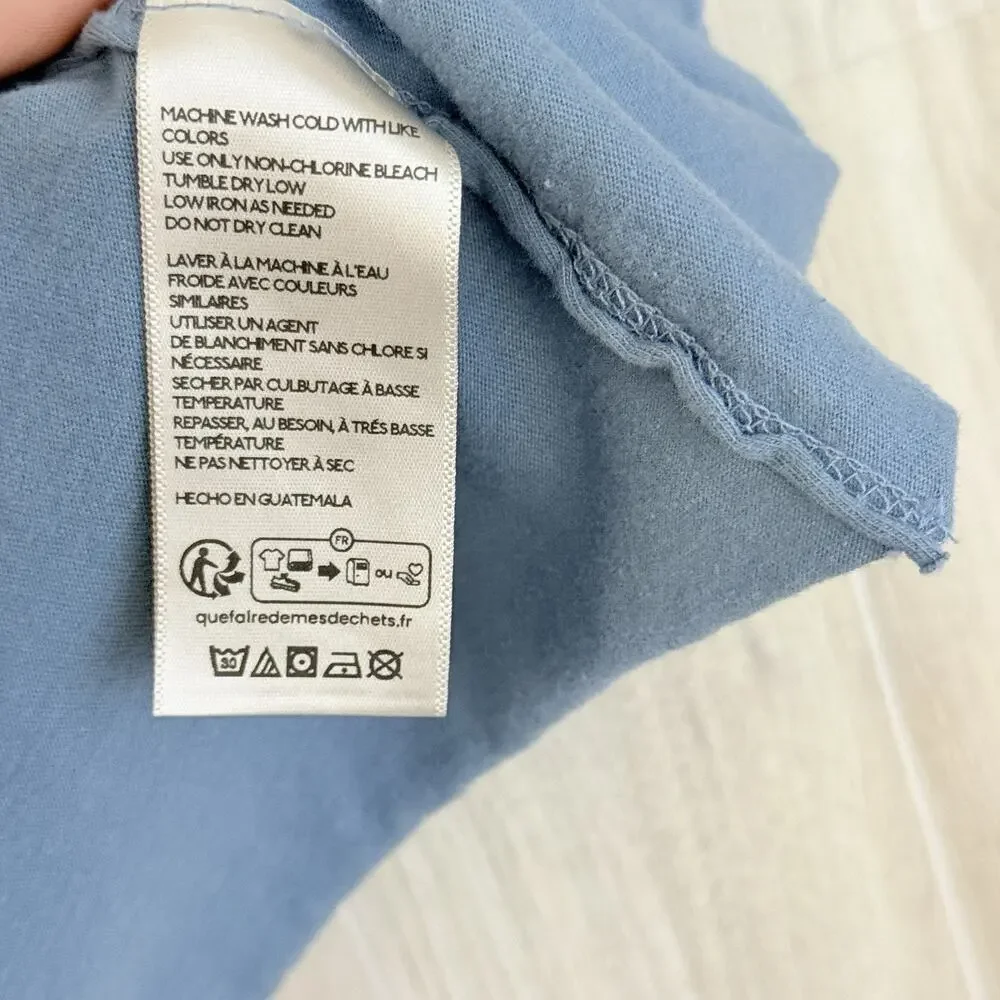 MACHINE WASH COLD WITH LIKE
COLORS
USE ONLY NON-CHLORINE BLEACH
TUMBLE DRY LOW
LOW IRON AS NEEDED
DO NOT DRY CLEAN
LAVER À LA MACHINE À L'EAU
FROIDE AVEC COULEURS
SIMILAIRES
UTILISER UN AGENT
DE BLANCHIMENT SANS CHLORE SI
NÉCESSAIRE
SECHER PAR CULBUTAGE À BASSE
TEMPERATURE
REPASSER, AU BESOIN, À TRÉS BASSE
TEMPÉRATURE
NE PAS NETTOYER À SEC
HECHO EN GUATEMALA
FR
ou
quefairedemesdechets.fr
30